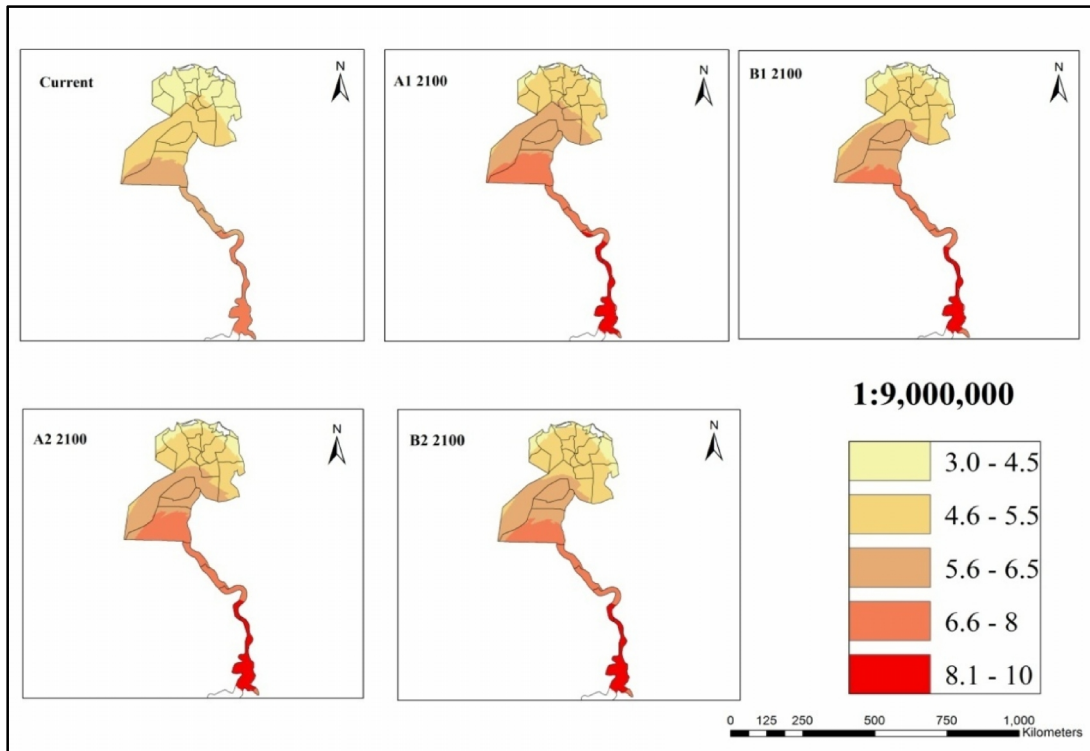 Current
N
A1 2100
N
B1 2100
N
A2 2100
N
B2 2100
N
1:9,000,000
3.0 - 4.5
4.6 - 5.5
5.6 - 6.5
6.6 - 8
8.1 - 10
0 125 250 500 750 1,000
Kilometers